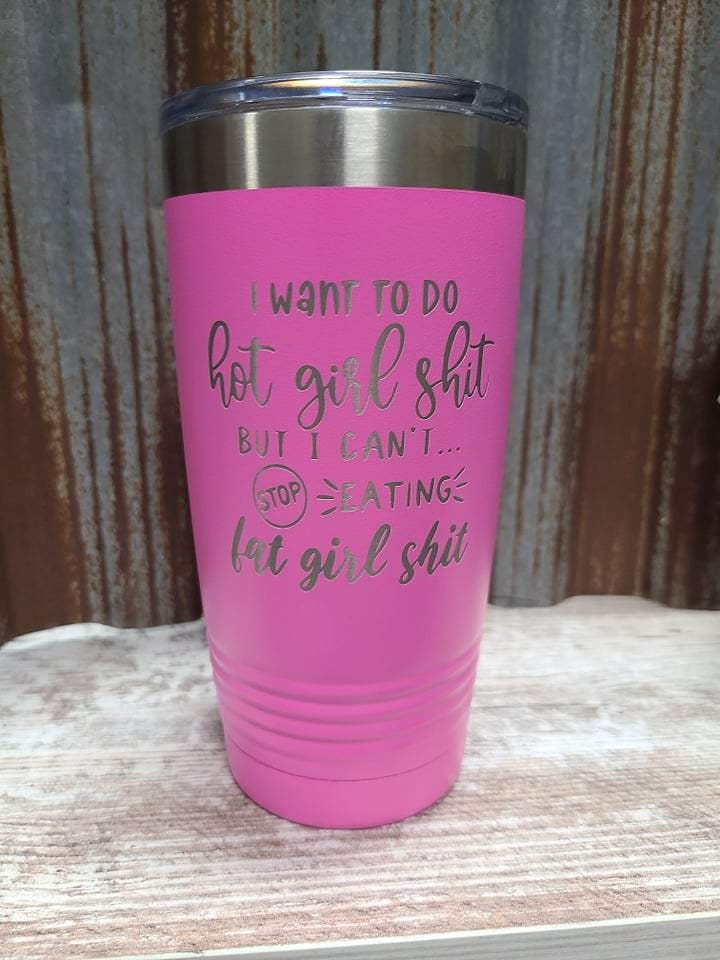 I WANT TO DO
hot girl shit
BUT I CAN'T...
STOP EATING
fat girl shit